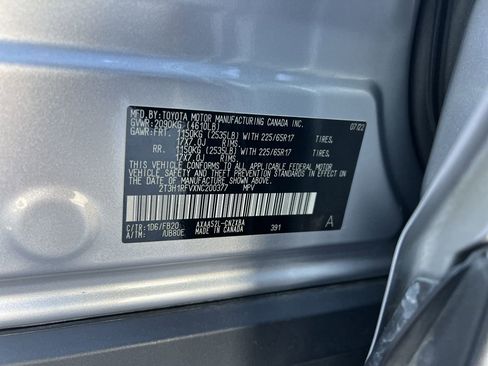 MFD.BY:TOYOTA MOTOR MANUFACTURING CANADA INC. 07/22
GVWR:2090KG (4610LB)
GAWR:FRT. 1150KG (2535LB) WITH 225/65R17 TIRES,
17X7.0J RIMS,
RR. 1150KG (2535LB) WITH 225/65R17 TIRES,
17X7.0J RIMS,
THIS VEHICLE CONFORMS TO ALL APPLICABLE FEDERAL MOTOR
VEHICLE SAFETY, BUMPER, AND THEFT PREVENTION STANDARDS
IN EFFECT ON THE DATE OF MANUFACTURE SHOWN ABOVE.
2T3H1RFVXNC200377 MPV
C/TR:1D6/FB20 AXAA52L-CNZXBA 391 A
A/TM: /UB80E MADE IN CANADA